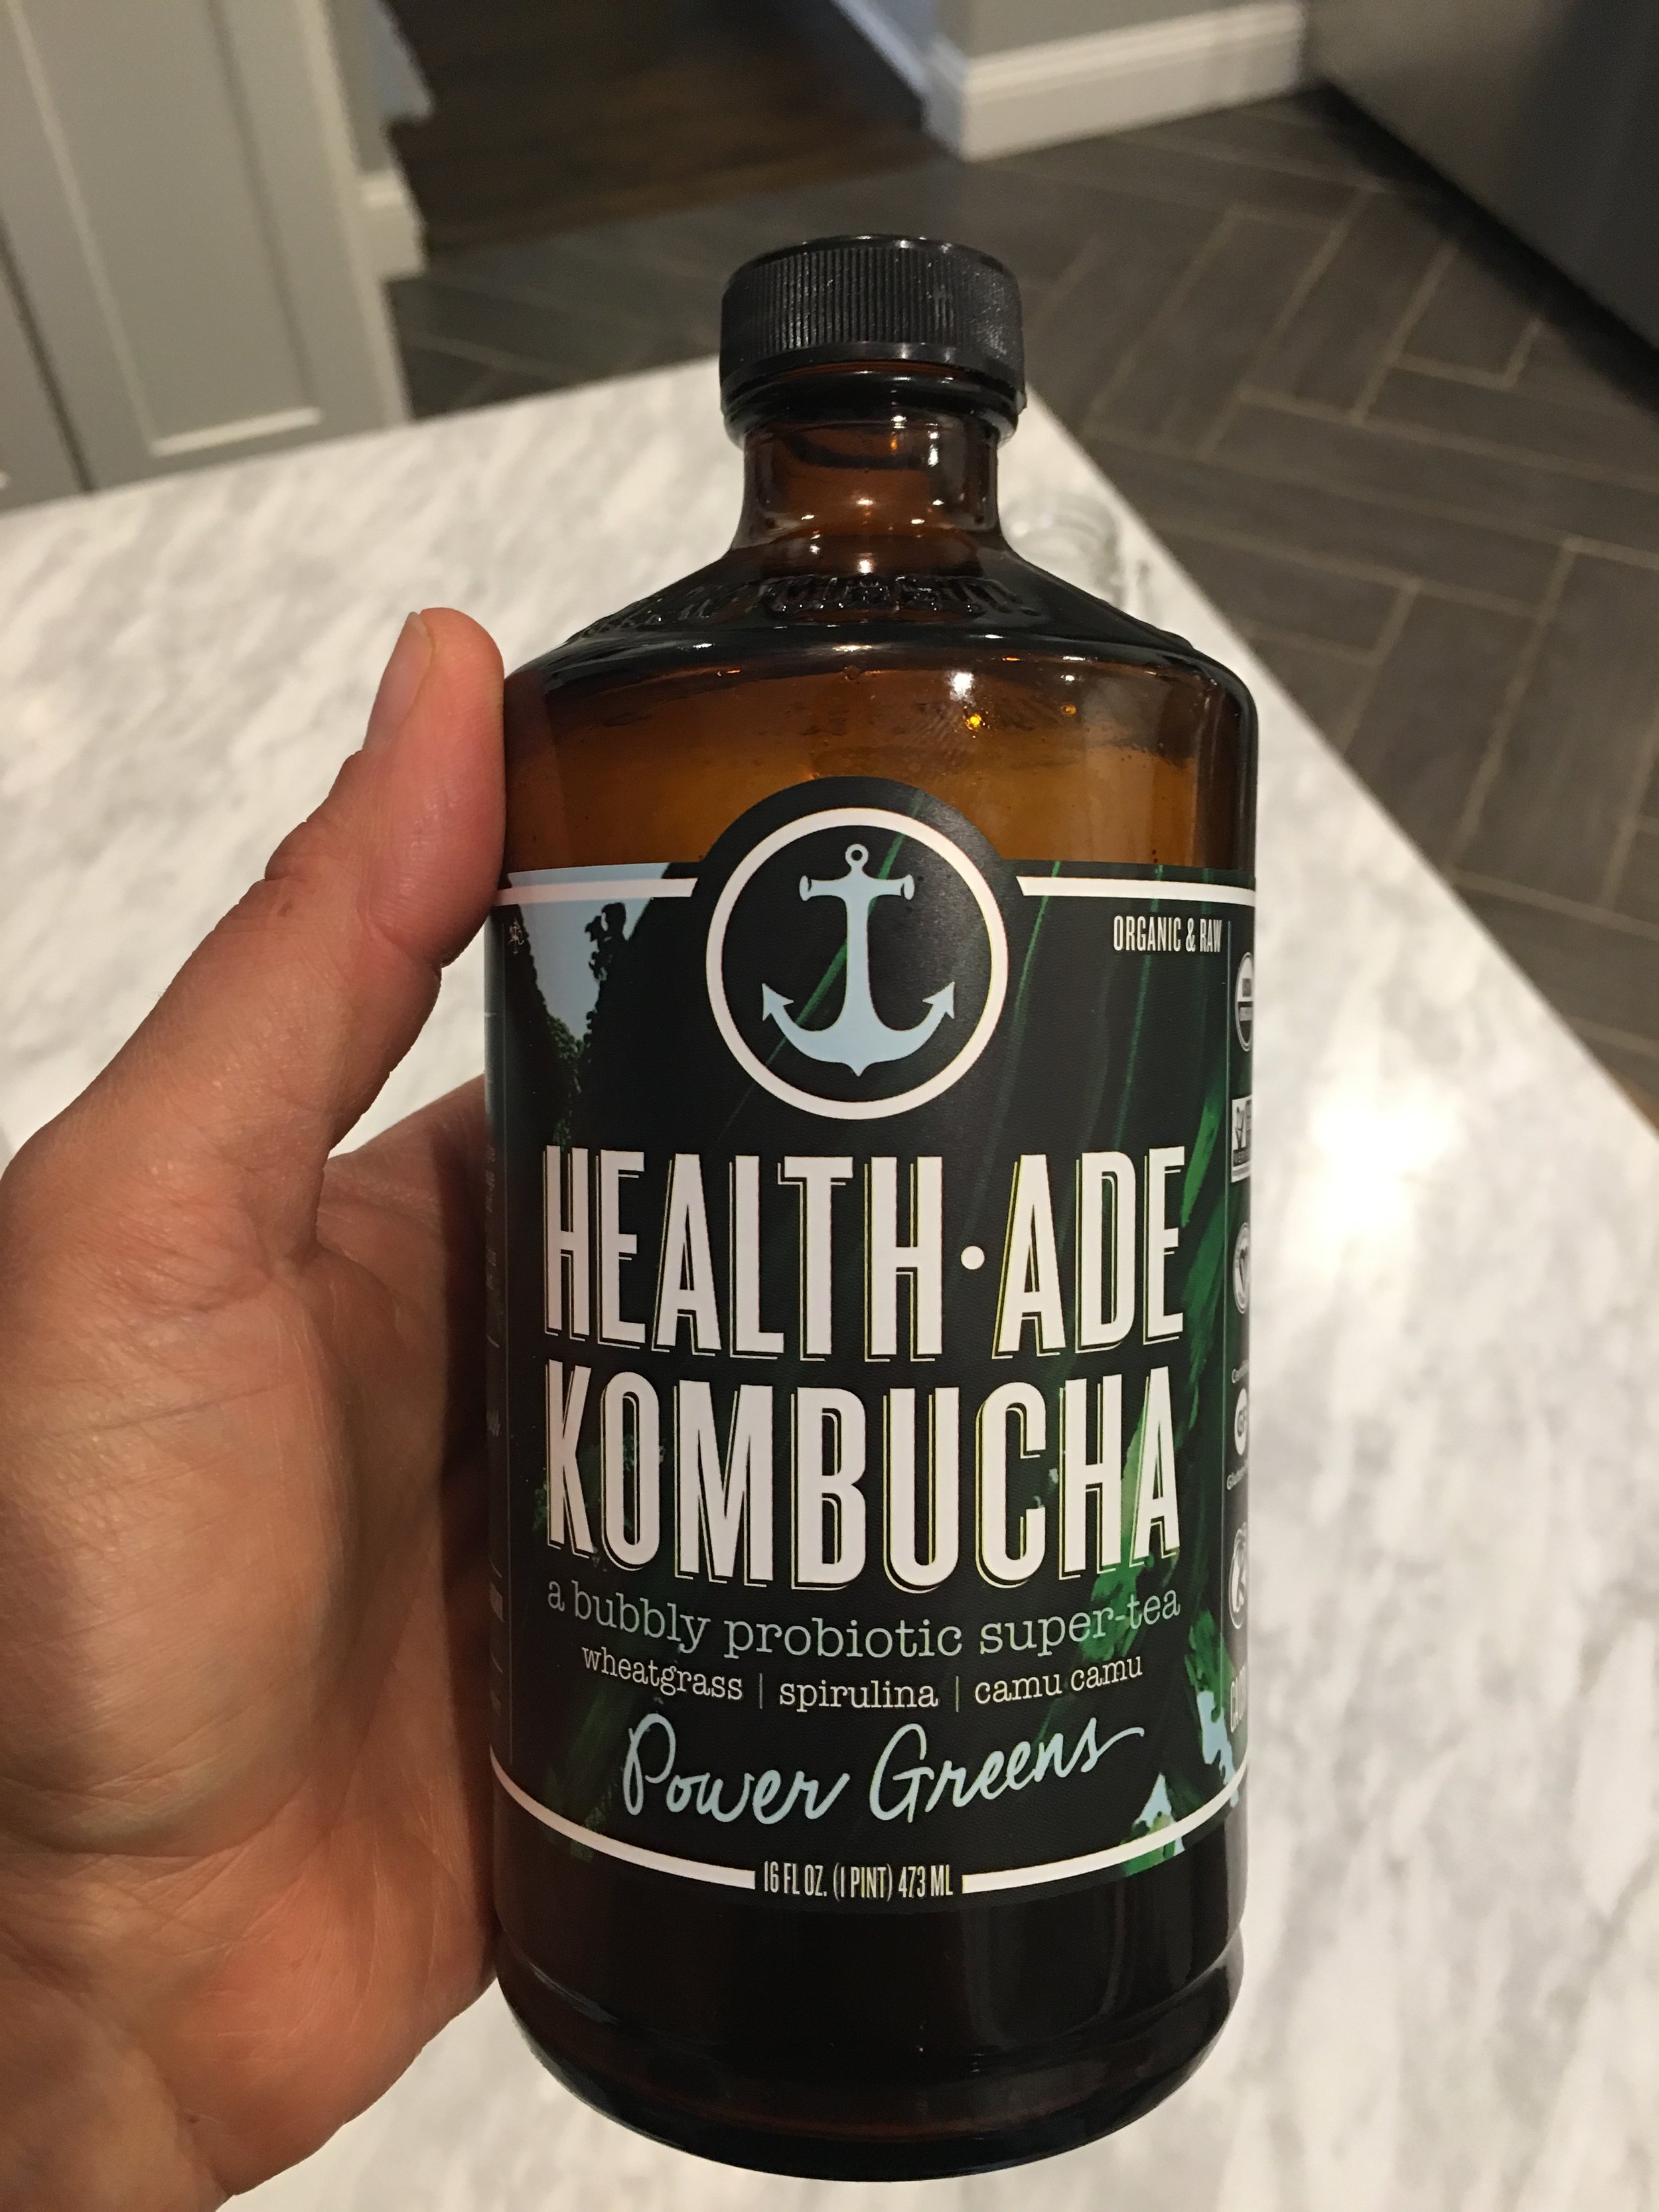 ORGANIC & RAW
HEALTH·ADE
KOMBUCHA
a bubbly probiotic super-tea
wheatgrass | spirulina | camu camu
Power Greens
16 FL OZ. (1 PINT) 473 ML